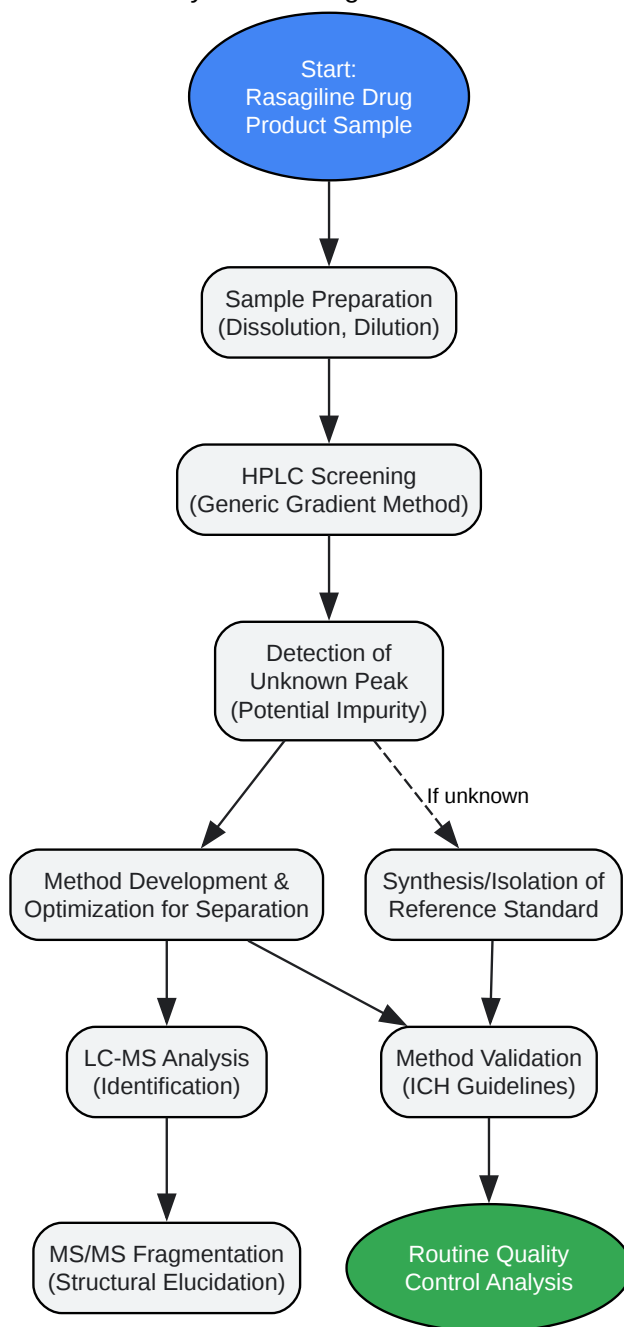 Start:
Rasagiline Drug
Product Sample
Sample Preparation
(Dissolution, Dilution)
HPLC Screening
(Generic Gradient Method)
Detection of
Unknown Peak
(Potential Impurity)
If unknown
Method Development &
Optimization for Separation
Synthesis/Isolation of
Reference Standard
LC-MS Analysis
(Identification)
Method Validation
(ICH Guidelines)
MS/MS Fragmentation
(Structural Elucidation)
Routine Quality
Control Analysis